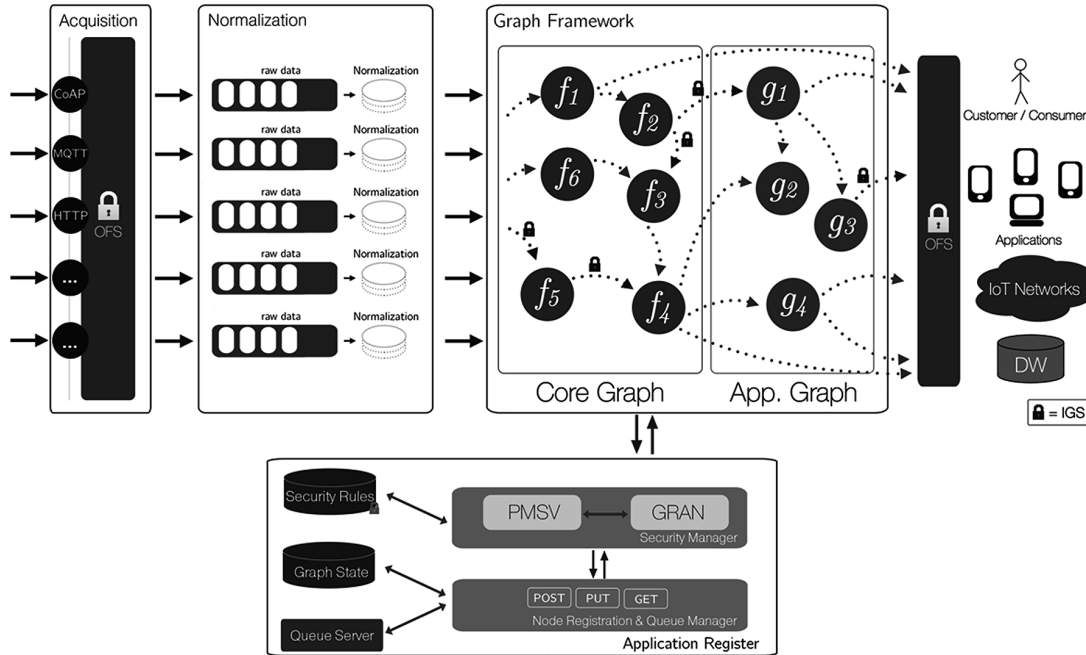 Acquisition
Normalization
Graph Framework
CoAP
MQTT
HTTP
...
...
OFS
raw data
Normalization
raw data
Normalization
raw data
Normalization
raw data
Normalization
raw data
Normalization
f1
f2
f6
f3
f5
f4
g1
g2
g3
g4
Core Graph
App. Graph
OFS
Customer / Consumer
Applications
IoT Networks
DW
= IGS
Security Rules
Graph State
Queue Server
PMSV
GRAN
Security Manager
POST
PUT
GET
Node Registration & Queue Manager
Application Register